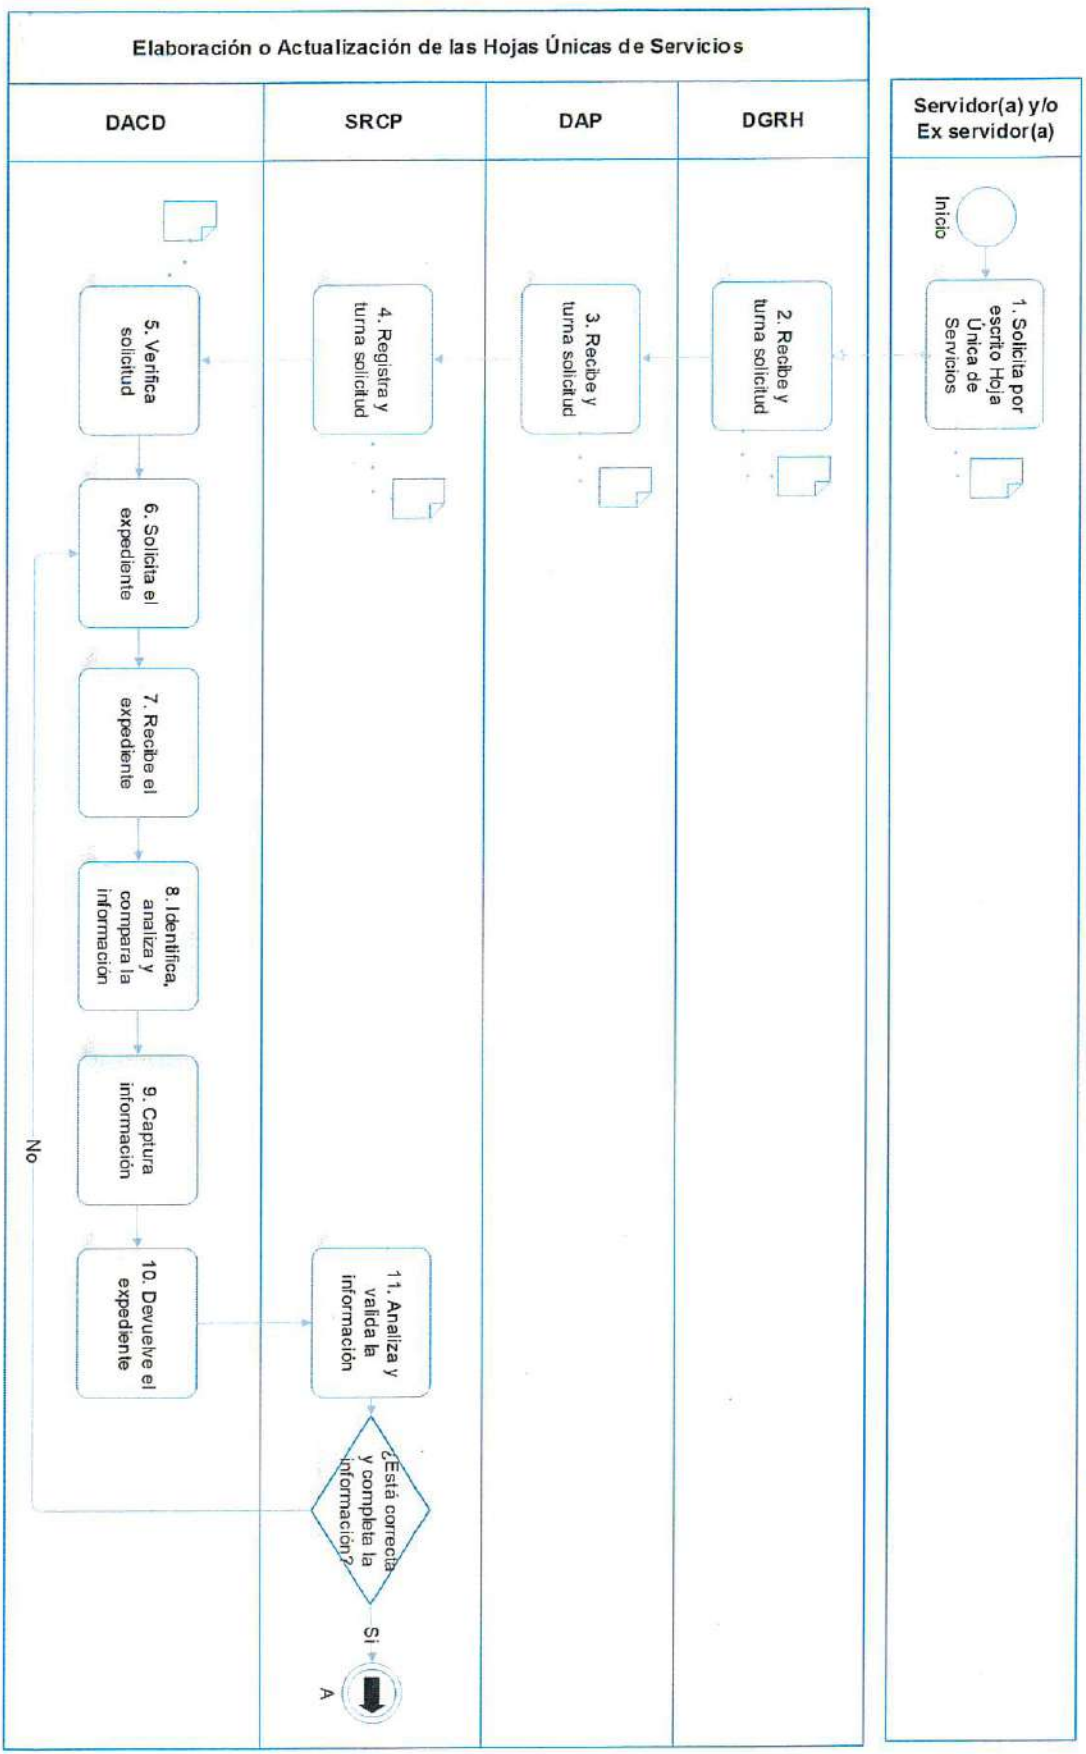 Elaboración o Actualización de las Hojas Únicas de Servicios
DACD
SRCP
DAP
DGRH
Servidor(a) y/o
Ex servidor(a)
Inicio
1. Solicita por
escrito Hoja
Única de
Servicios
2. Recibe y
turna solicitud
3. Recibe y
turna solicitud
4. Registra y
turna solicitud
5. Verifica
solicitud
6. Solicita el
expediente
7. Recibe el
expediente
8. Identifica,
analiza y
compara la
información
9. Captura
información
10. Devuelve el
expediente
11. Analiza y
valida la
información
¿Está correcta
y completa la
información?
No
Si
A